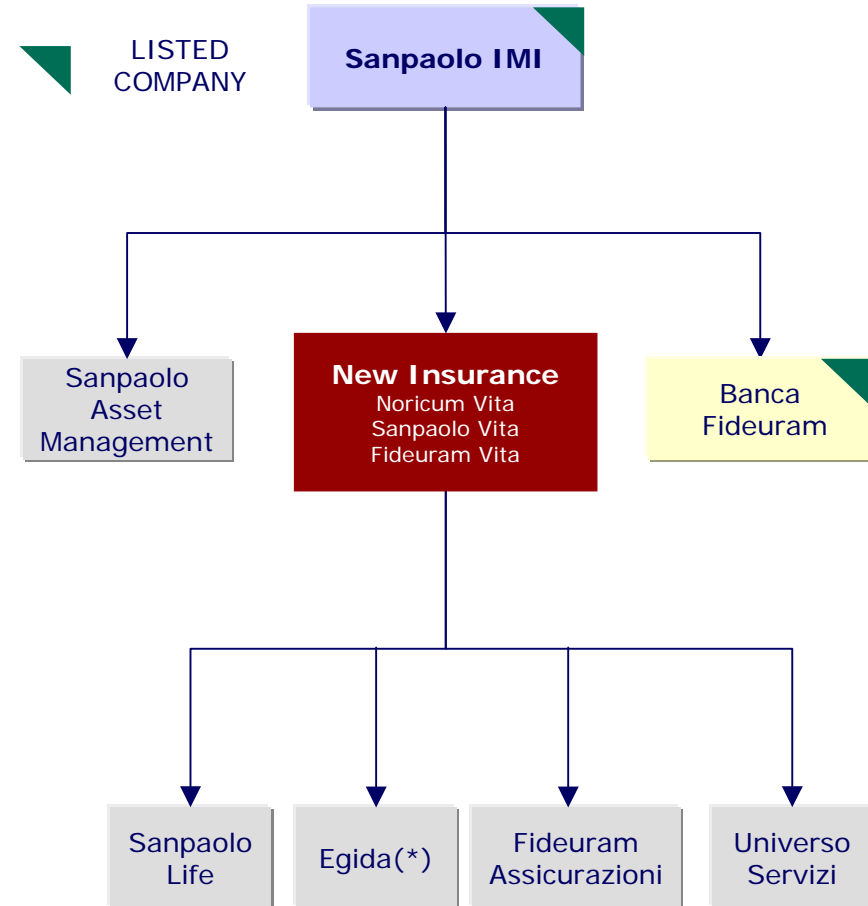 LISTED
COMPANY
Sanpaolo IMI
Sanpaolo
Asset
Management
New Insurance
Noricum Vita
Sanpaolo Vita
Fideuram Vita
Banca
Fideuram
Sanpaolo
Life
Egida(*)
Fideuram
Assicurazioni
Universo
Servizi